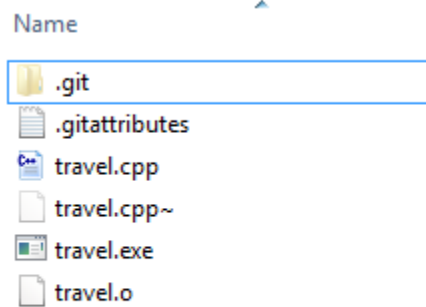 Name
.git
.gitattributes
C++
travel.cpp
travel.cpp~
travel.exe
travel.o